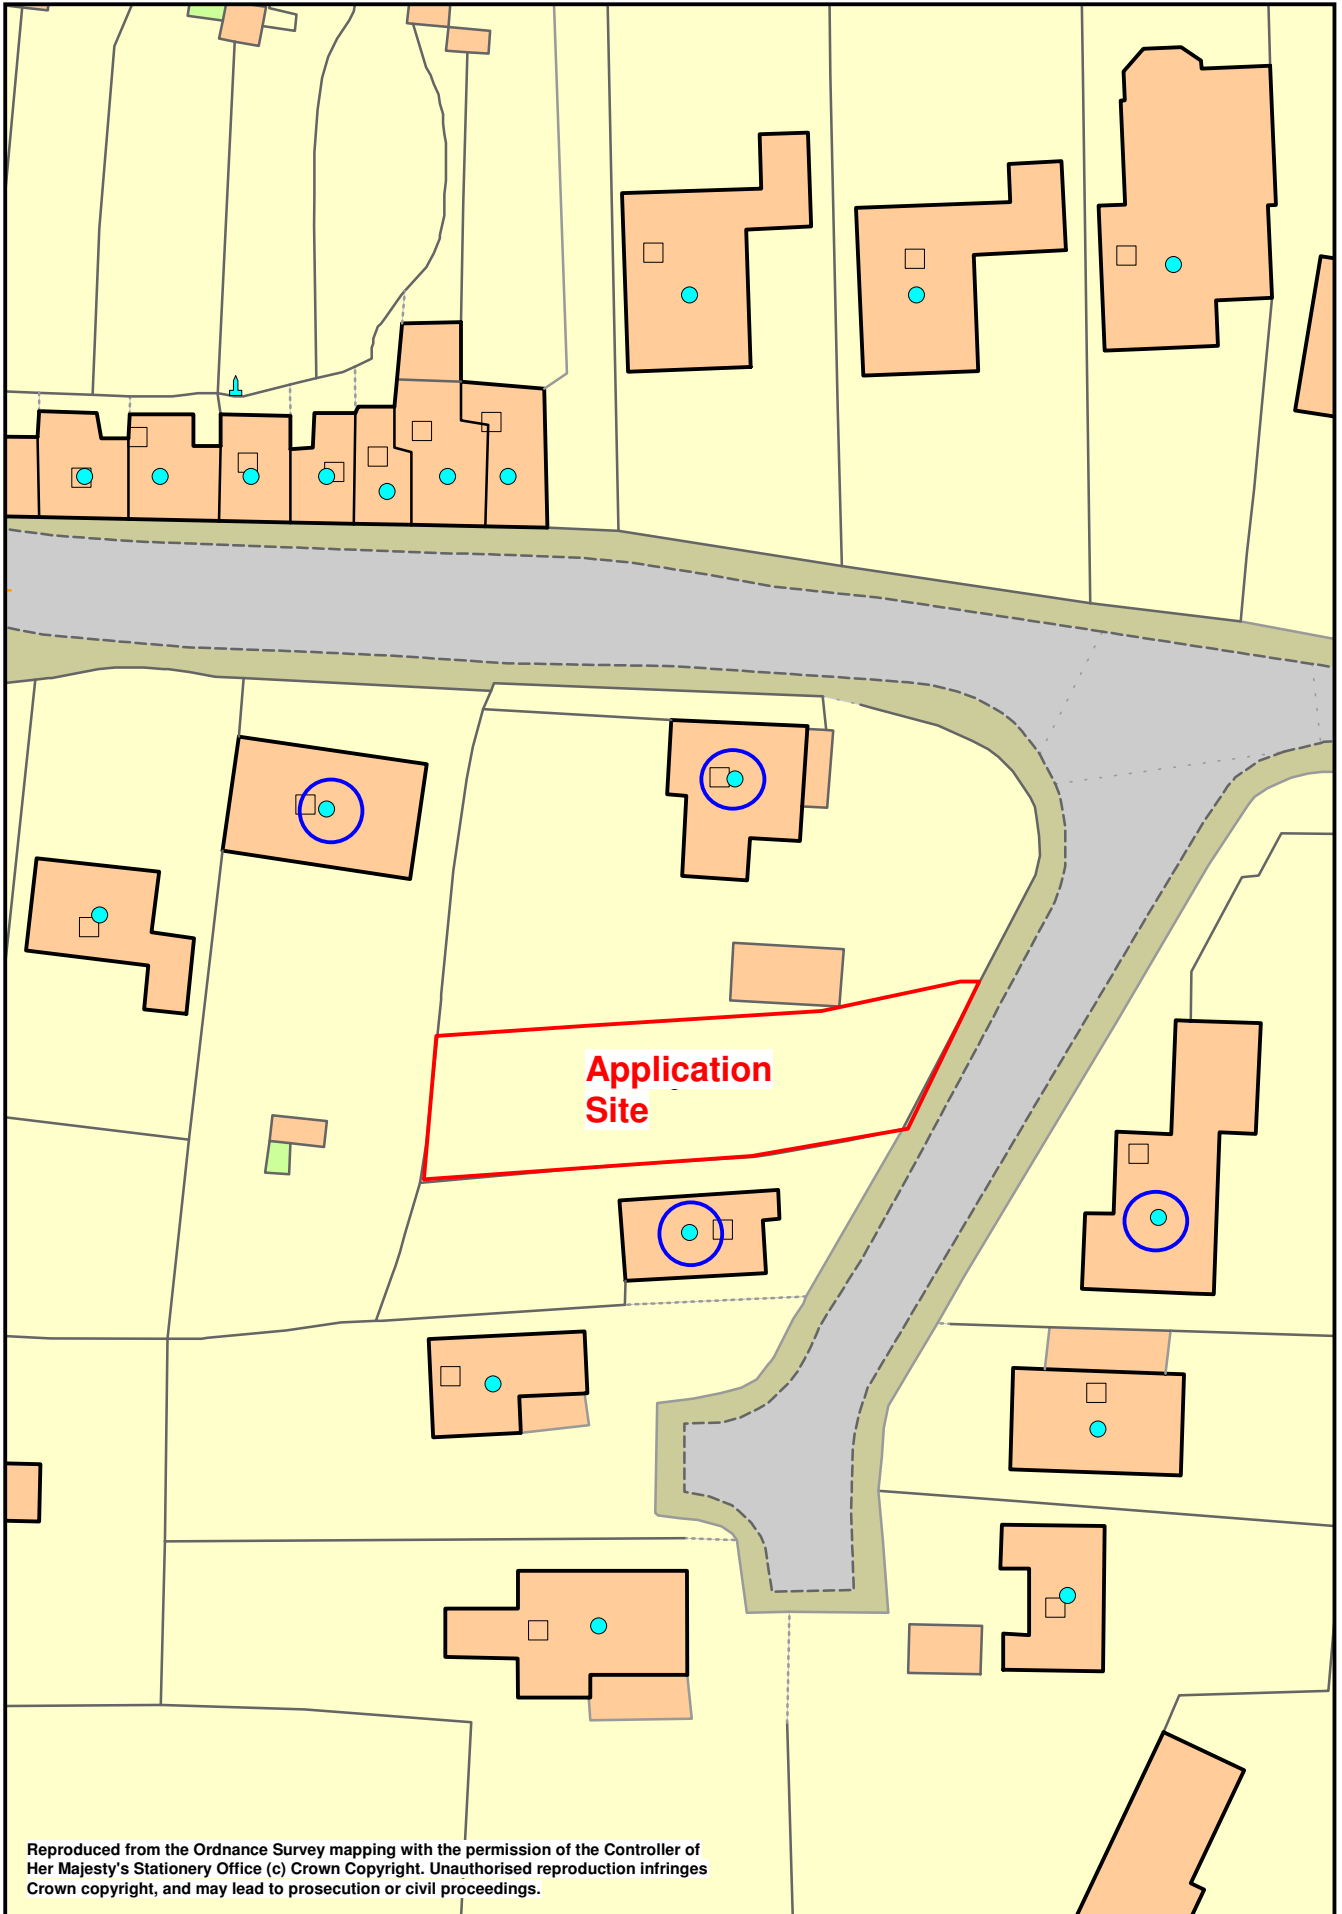 Application
Site
Reproduced from the Ordnance Survey mapping with the permission of the Controller of
Her Majesty's Stationery Office (c) Crown Copyright. Unauthorised reproduction infringes
Crown copyright, and may lead to prosecution or civil proceedings.